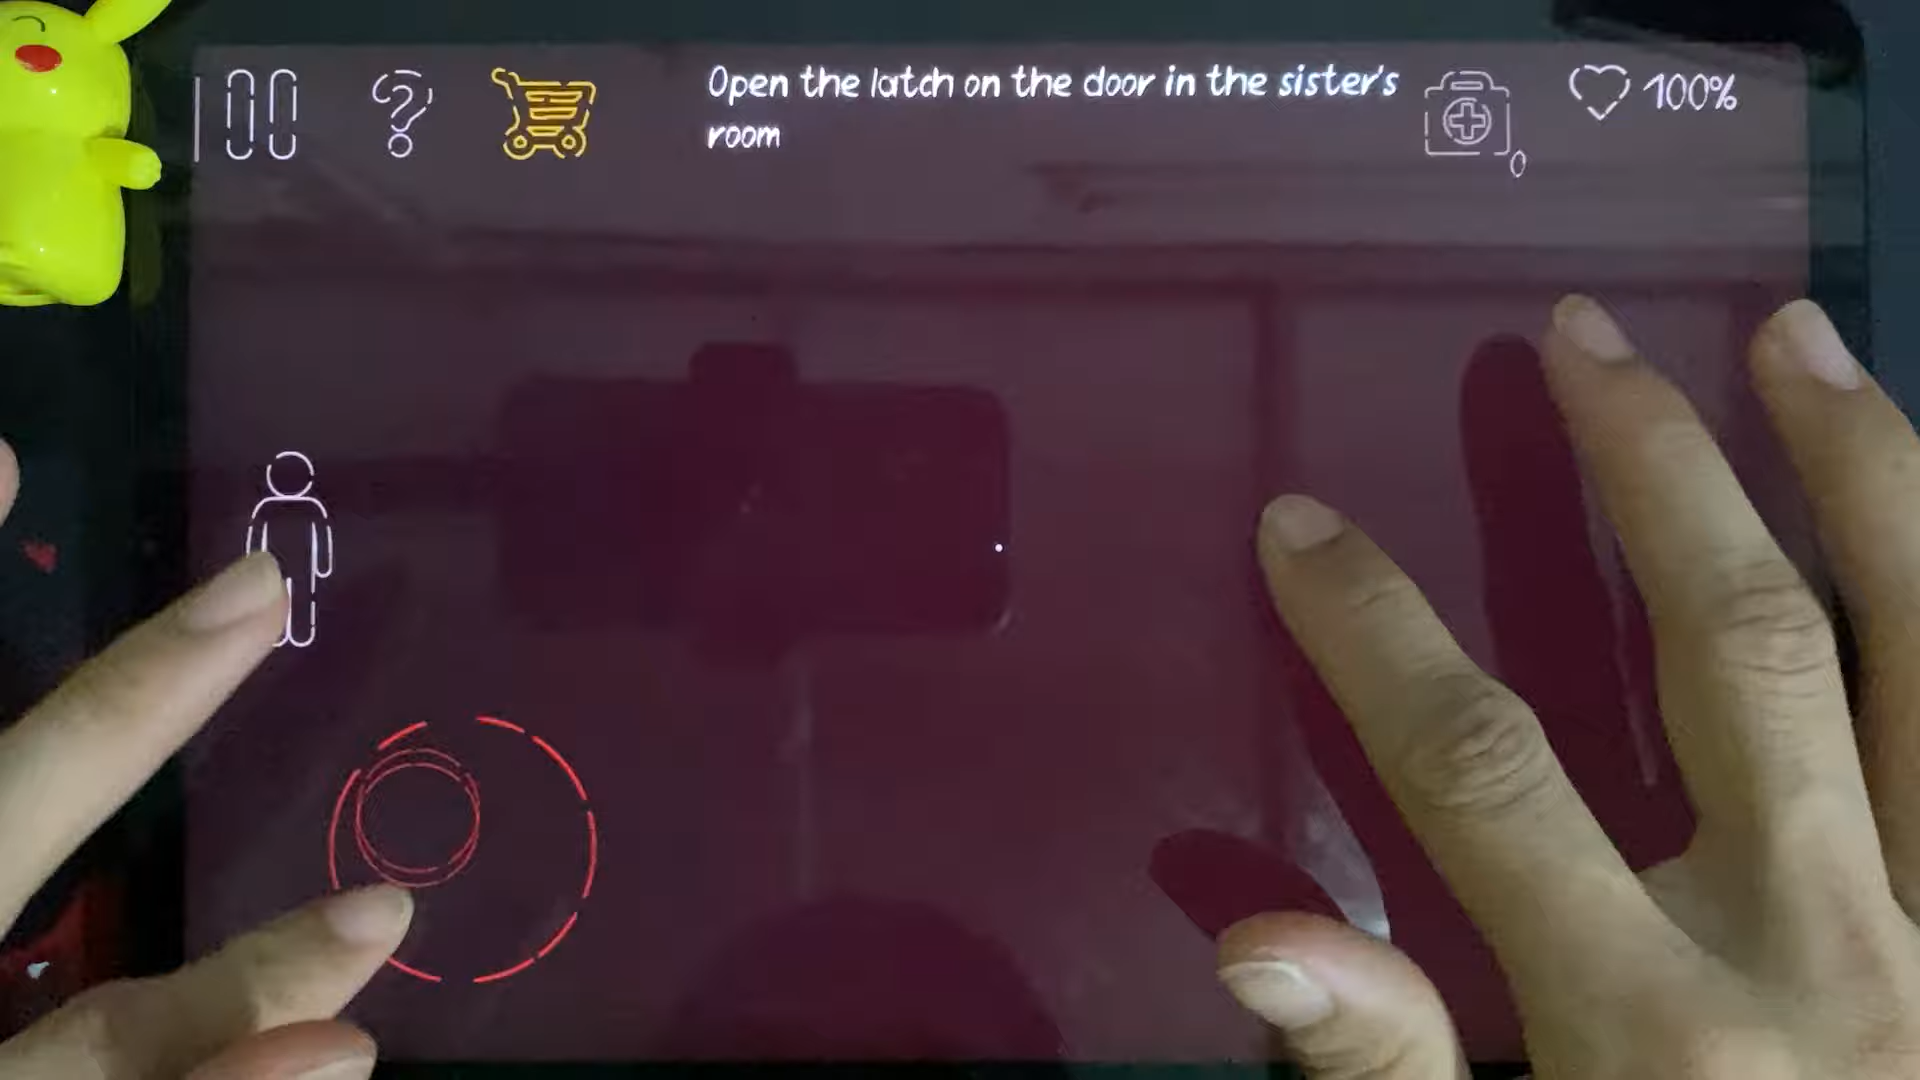 Open the latch on the door in the sister's
room
100%
0